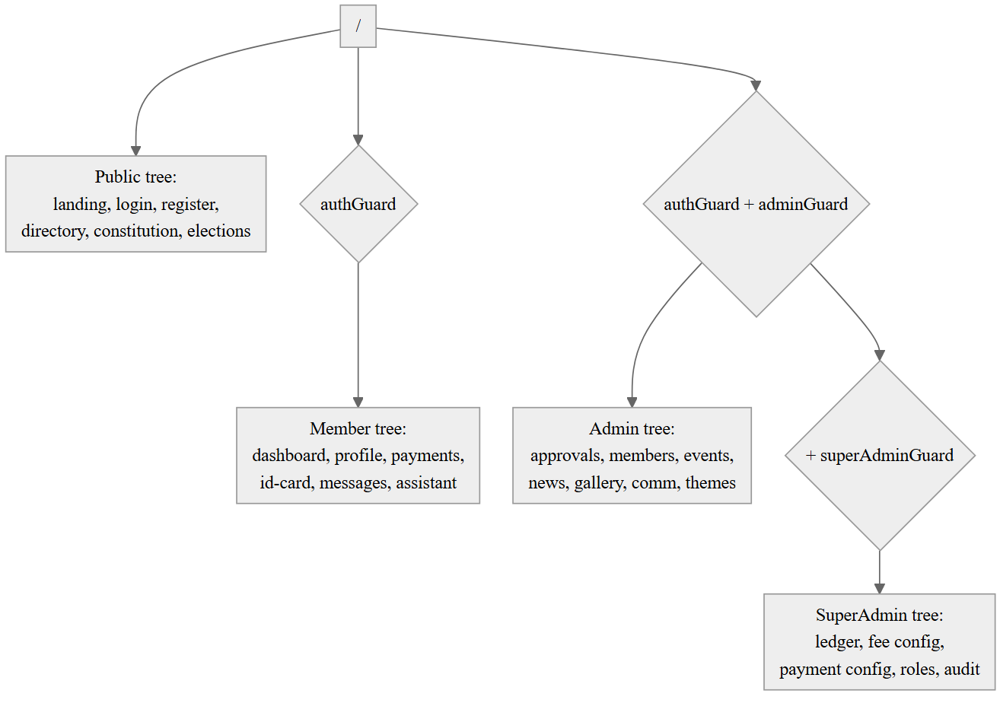 /
Public tree:
landing, login, register,
directory, constitution, elections
authGuard
authGuard + adminGuard
Member tree:
dashboard, profile, payments,
id-card, messages, assistant
Admin tree:
approvals, members, events,
news, gallery, comm, themes
+ superAdminGuard
SuperAdmin tree:
ledger, fee config,
payment config, roles, audit